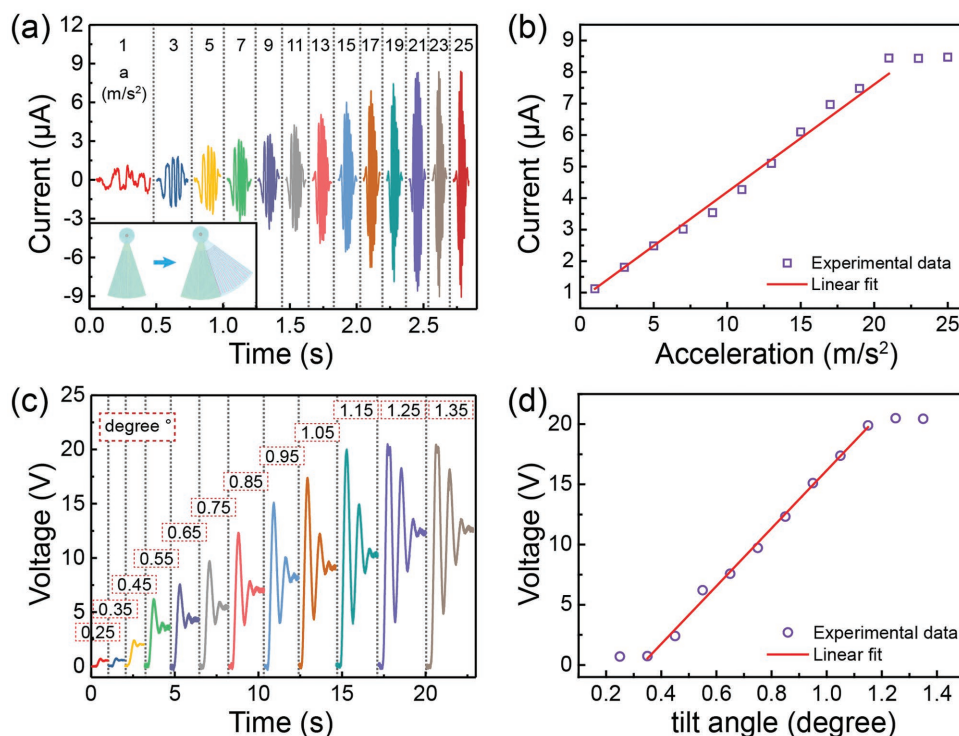 (a)
12
9
6
3
0
-3
-6
-9
Current (µA)
1 3 5 7 9 11 13 15 17 19 21 23 25
a
(m/s²)
0.0 0.5 1.0 1.5 2.0 2.5
Time (s)
(b)
9
8
7
6
5
4
3
2
1
Current (µA)
Experimental data
Linear fit
0 5 10 15 20 25
Acceleration (m/s²)
(c)
25
20
15
10
5
0
Voltage (V)
degree °
0.25
0.35
0.45
0.55
0.65
0.75
0.85
0.95
1.05
1.15
1.25
1.35
0 5 10 15 20
Time (s)
(d)
25
20
15
10
5
0
Voltage (V)
Experimental data
Linear fit
0.2 0.4 0.6 0.8 1.0 1.2 1.4
tilt angle (degree)